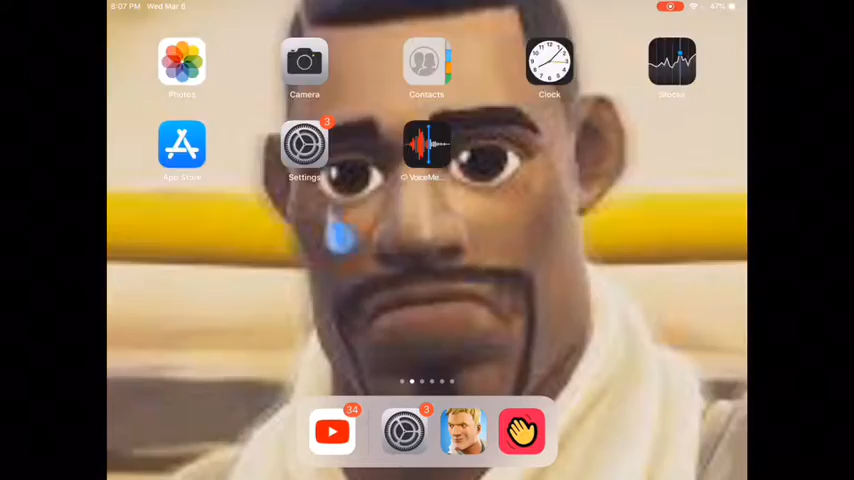 8:07 PM Wed Mar 6
47%
Photos
Camera
Contacts
Clock
Stocks
App Store
3
Settings
VoiceMe...
34
3